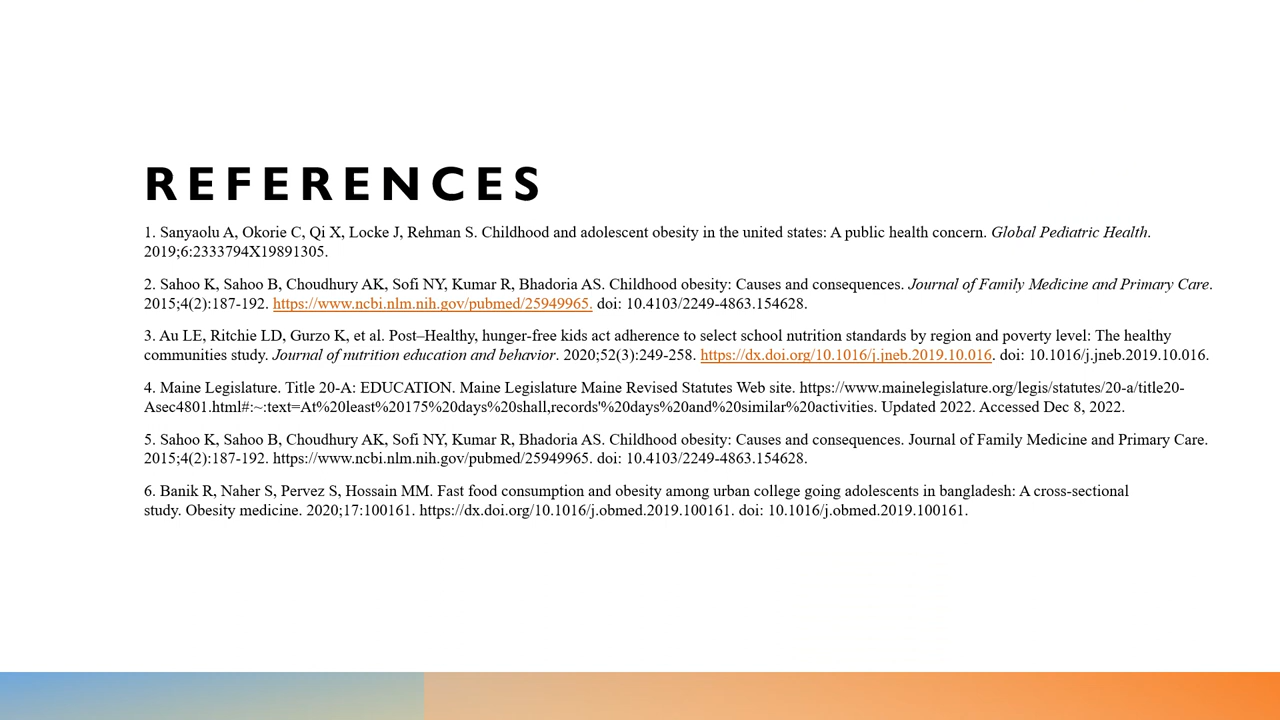 REFERENCES
1. Sanyaolu A, Okorie C, Qi X, Locke J, Rehman S. Childhood and adolescent obesity in the united states: A public health concern. Global Pediatric Health.
2019;6:2333794X19891305.
2. Sahoo K, Sahoo B, Choudhury AK, Sofi NY, Kumar R, Bhadoria AS. Childhood obesity: Causes and consequences. Journal of Family Medicine and Primary Care.
2015;4(2):187-192. https://www.ncbi.nlm.nih.gov/pubmed/25949965. doi: 10.4103/2249-4863.154628.
3. Au LE, Ritchie LD, Gurzo K, et al. Post–Healthy, hunger-free kids act adherence to select school nutrition standards by region and poverty level: The healthy
communities study. Journal of nutrition education and behavior. 2020;52(3):249-258. https://dx.doi.org/10.1016/j.jneb.2019.10.016. doi: 10.1016/j.jneb.2019.10.016.
4. Maine Legislature. Title 20-A: EDUCATION. Maine Legislature Maine Revised Statutes Web site. https://www.mainelegislature.org/legis/statutes/20-a/title20-
Asec4801.html#:~:text=At%20least%20175%20days%20shall,records'%20days%20and%20similar%20activities. Updated 2022. Accessed Dec 8, 2022.
5. Sahoo K, Sahoo B, Choudhury AK, Sofi NY, Kumar R, Bhadoria AS. Childhood obesity: Causes and consequences. Journal of Family Medicine and Primary Care.
2015;4(2):187-192. https://www.ncbi.nlm.nih.gov/pubmed/25949965. doi: 10.4103/2249-4863.154628.
6. Banik R, Naher S, Pervez S, Hossain MM. Fast food consumption and obesity among urban college going adolescents in bangladesh: A cross-sectional
study. Obesity medicine. 2020;17:100161. https://dx.doi.org/10.1016/j.obmed.2019.100161. doi: 10.1016/j.obmed.2019.100161.